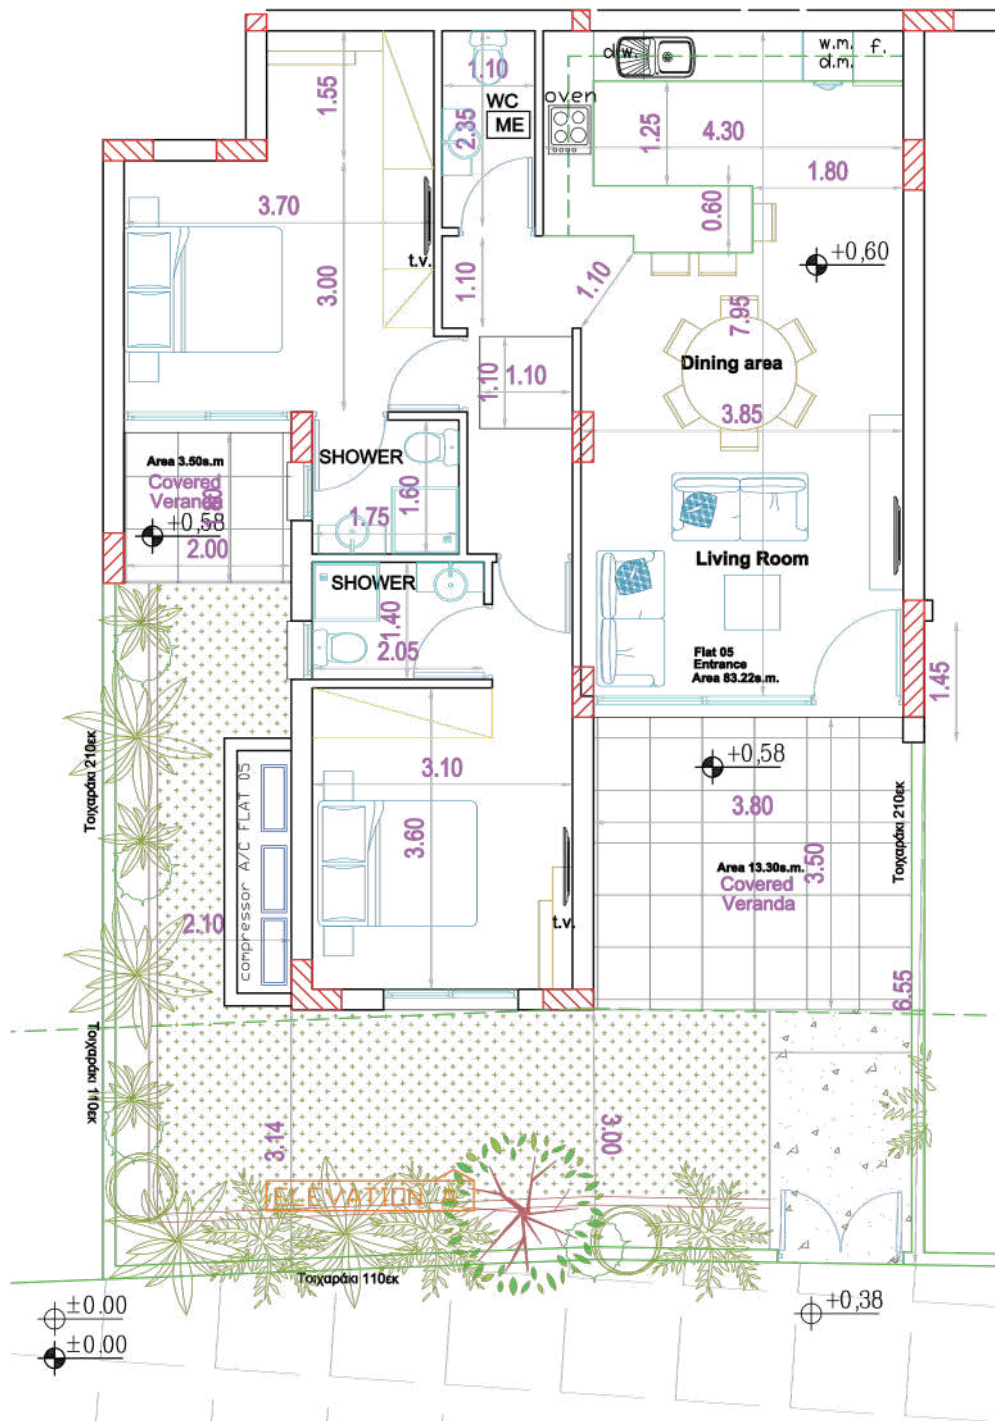 d.w.
w.m.
d.m.
f.
1.10
WC
ME
oven
1.55
2.35
1.25
4.30
1.80
3.70
0.60
t.v.
3.00
1.10
1.10
+0,60
7.95
Dining area
1.10
1.10
3.85
SHOWER
Area 3.50s.m
Covered
Veranda
+0,58
2.00
1.60
1.75
SHOWER
1.40
2.05
Living Room
Flat 05
Entrance
Area 83.22s.m.
1.45
Τοιχαράκι 210εκ
compressor A/C FLAT 05
3.10
3.60
+0,58
3.80
3.50
Area 13.30s.m.
Covered
Veranda
Τοιχαράκι 210εκ
t.v.
2.10
6.55
Τοιχαράκι 110εκ
3.14
3.00
ELEVATION
Τοιχαράκι 110εκ
±0.00
±0.00
+0,38